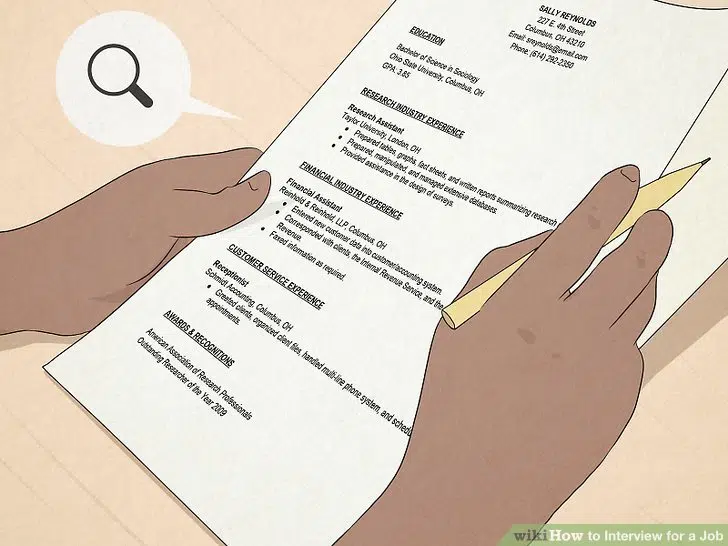 SALLY REYNOLDS
227 E. 4th Street
Columbus, OH 43210
Email: sreynolds@email.com
Phone: (614) 292-2350
EDUCATION
Bachelor of Science in Sociology
Ohio State University, Columbus, OH
GPA: 3.85
RESEARCH INDUSTRY EXPERIENCE
Research Assistant
Taylor University, London, OH
• Prepared tables, graphs, fact sheets, and written reports summarizing research
• Prepared, manipulated, and managed extensive databases.
• Provided assistance in the design of surveys.
FINANCIAL INDUSTRY EXPERIENCE
Financial Assistant
Reinhold & Reinhold, LLP, Columbus, OH
• Entered new customer data into customer/accounting system.
• Corresponded with clients, the Internal Revenue Service, and the
Revenue.
• Faxed information as required.
CUSTOMER SERVICE EXPERIENCE
Receptionist
Schmidt Accounting, Columbus, OH
• Greeted clients, organized client files, handled multi-line phone system, and
appointments.
AWARDS & RECOGNITIONS
American Association of Research Professionals
Outstanding Researcher of the Year 2009
wikiHow to Interview for a Job